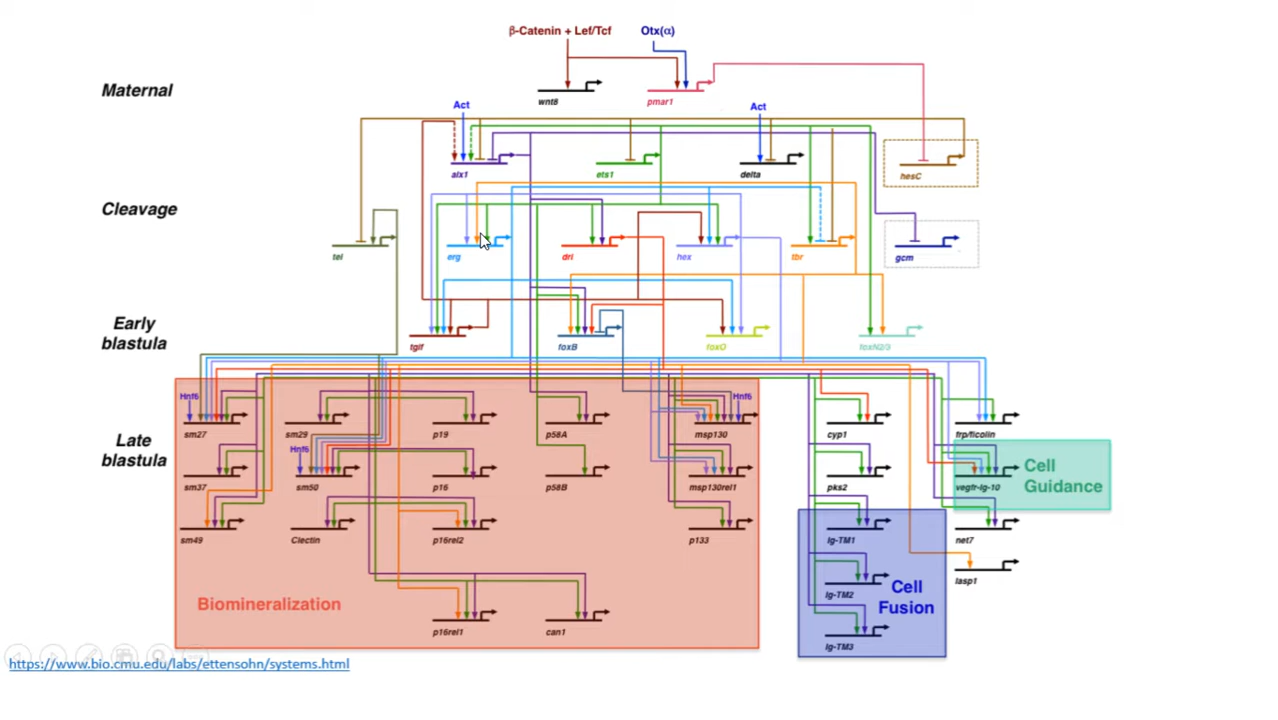 β-Catenin + Lef/Tcf
Otx(α)
Maternal
wnt8
pmar1
Act
Act
alx1
ets1
delta
hesC
Cleavage
tel
erg
dri
hex
tbr
gcm
Early
blastula
tgif
foxB
foxO
foxN2/3
Late
blastula
Hnf6
Hnf6
sm27
sm29
p19
p58A
msp130
cyp1
frp/ficolin
Hnf6
sm37
sm50
p16
p58B
msp130rel1
pks2
vegfr-Ig-10
Cell
Guidance
sm49
Clectin
p16rel2
p133
Ig-TM1
net7
Ig-TM2
lasp1
Cell
Fusion
Biomineralization
p16rel1
can1
Ig-TM3
https://www.bio.cmu.edu/labs/ettensohn/systems.html